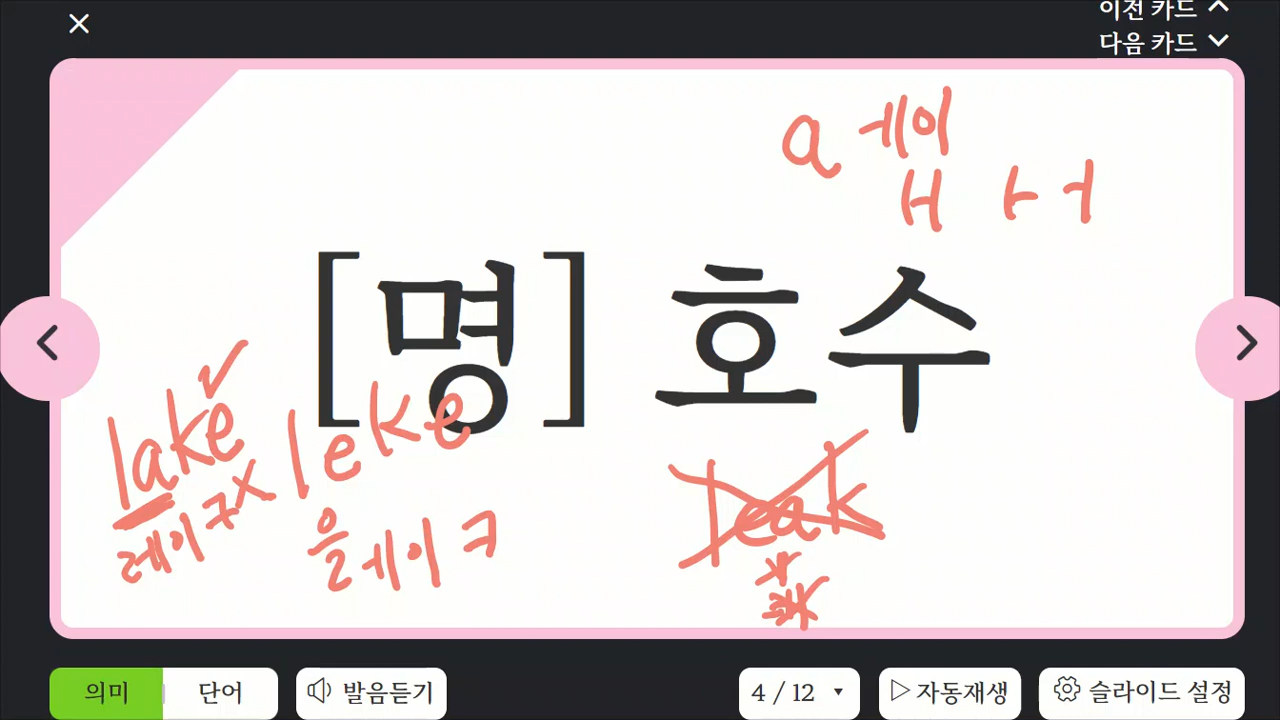 이전 카드
다음 카드
a 에이
ㅐ ㅏ ㅓ
[명] 호수
lake leke
leak
레이크 을레이크
의미 단어 발음듣기 4 / 12 자동재생 슬라이드 설정